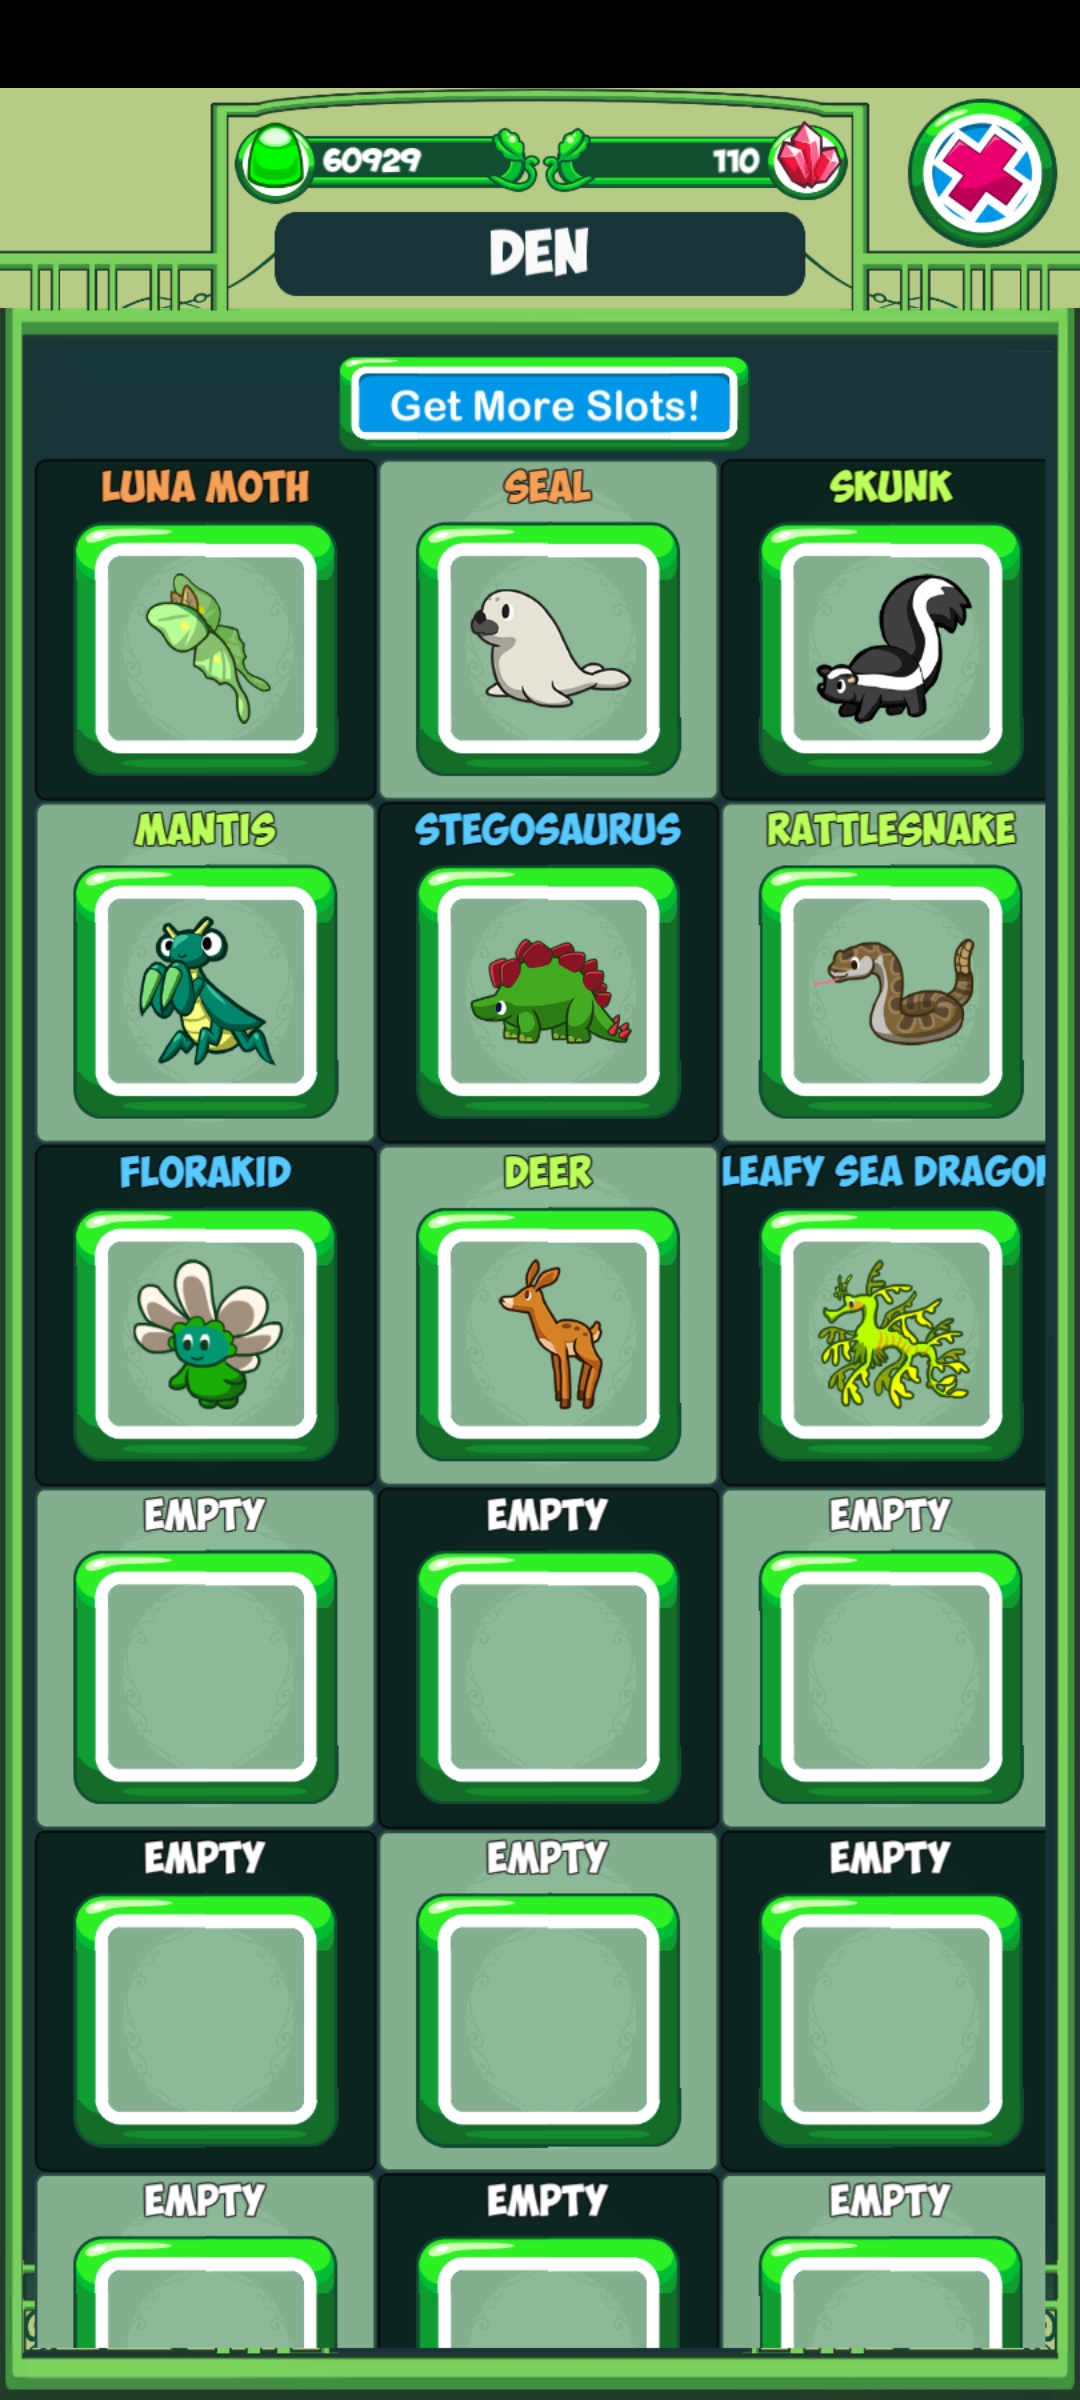 60929
110
DEN
Get More Slots!
LUNA MOTH
SEAL
SKUNK
MANTIS
STEGOSAURUS
RATTLESNAKE
FLORAKID
DEER
LEAFY SEA DRAGO
EMPTY
EMPTY
EMPTY
EMPTY
EMPTY
EMPTY
EMPTY
EMPTY
EMPTY